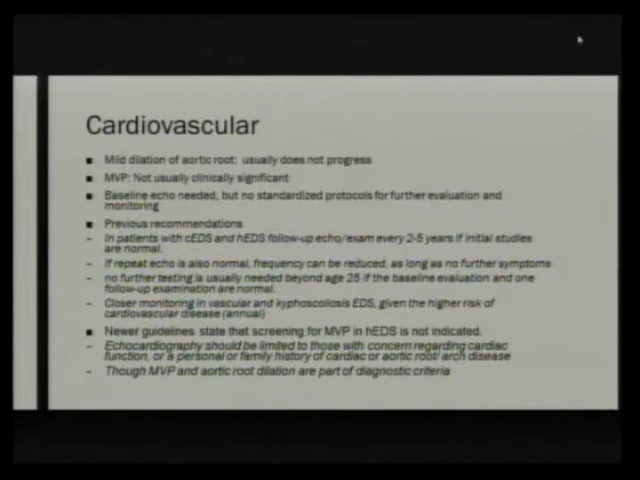 Cardiovascular
■ Mild dilation of aortic root; usually does not progress
■ MVP: Not usually clinically significant
■ Baseline echo needed, but no standardized protocols for further evaluation and
monitoring
■ Previous recommendations
– In patients with cEDS and hEDS follow-up echo/exam every 2-5 years if initial studies
are normal.
– If repeat echo is also normal, frequency can be reduced, as long as no further symptoms
– no further testing is usually needed beyond age 25 if the baseline evaluation and one
follow-up examination are normal.
– Closer monitoring in vascular and kyphoscoliosis EDS, given the higher risk of
cardiovascular disease (annual)
■ Newer guidelines state that screening for MVP in hEDS is not indicated.
– Echocardiography should be limited to those with concern regarding cardiac
function, or a personal or family history of cardiac or aortic root/arch disease
– Though MVP and aortic root dilation are part of diagnostic criteria